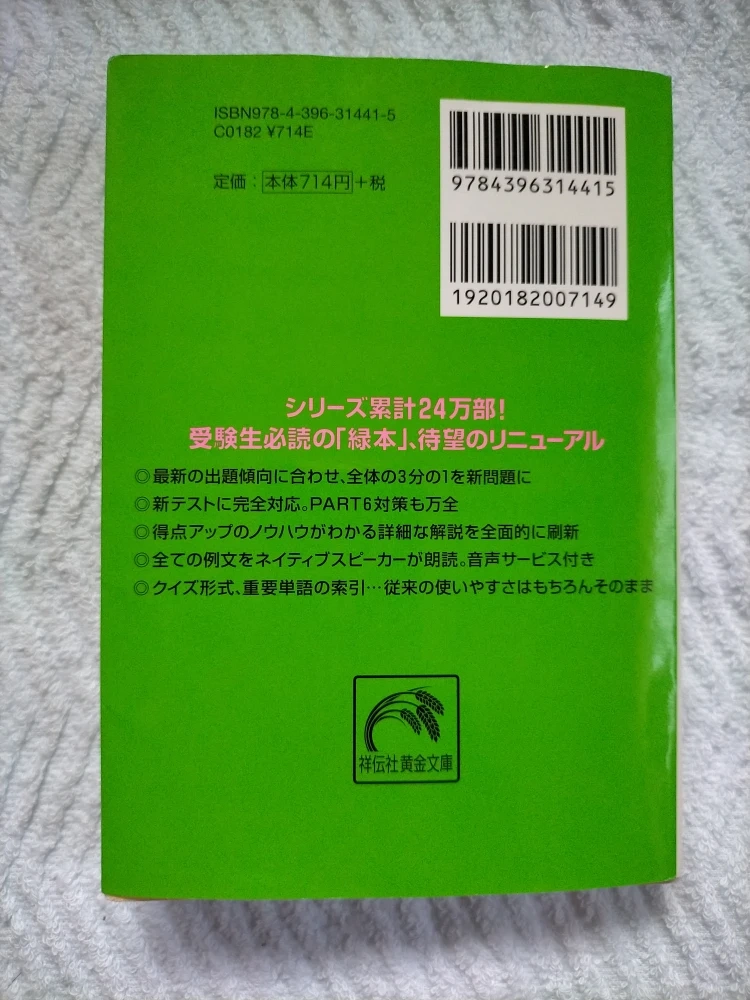 ISBN978-4-396-31441-5
C0182 ¥714E
定価：本体714円+税
9784396314415
1920182007149
シリーズ累計24万部！
受験生必読の「緑本」、待望のリニューアル
◎最新の出題傾向に合わせ、全体の3分の1を新問題に
◎新テストに完全対応。PART6対策も万全
◎得点アップのノウハウがわかる詳細な解説を全面的に刷新
◎全ての例文をネイティブスピーカーが朗読。音声サービス付き
◎クイズ形式、重要単語の索引…従来の使いやすさはもちろんそのまま
祥伝社黄金文庫